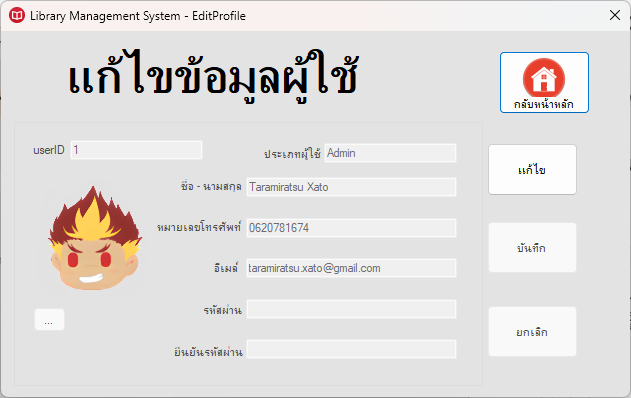 Library Management System - EditProfile
แก้ไขข้อมูลผู้ใช้
กลับหน้าหลัก
userID 1
ประเภทผู้ใช้ Admin
แก้ไข
ชื่อ - นามสกุล Taramiratsu Xato
หมายเลขโทรศัพท์ 0620781674
บันทึก
อีเมล์ taramiratsu.xato@gmail.com
รหัสผ่าน
...
ยกเลิก
ยืนยันรหัสผ่าน